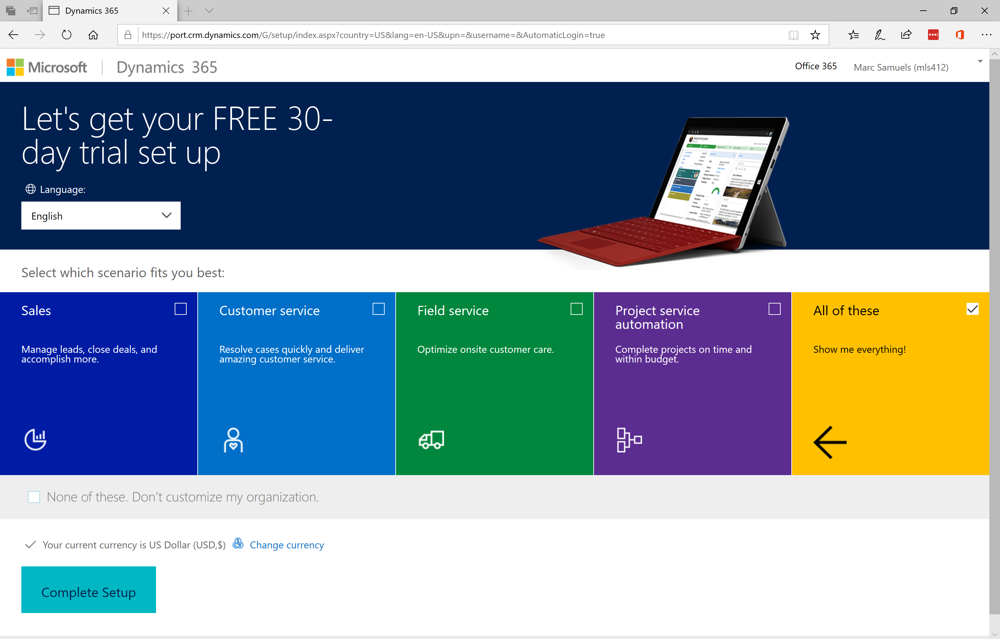 Dynamics 365
https://port.crm.dynamics.com/G/setup/index.aspx?country=US&lang=en-US&upn=&username=&AutomaticLogin=true
Microsoft | Dynamics 365
Office 365
Marc Samuels (mls412)
Let's get your FREE 30-
day trial set up
Language:
English
Select which scenario fits you best:
Sales
Manage leads, close deals, and
accomplish more.
Customer service
Resolve cases quickly and deliver
amazing customer service.
Field service
Optimize onsite customer care.
Project service
automation
Complete projects on time and
within budget.
All of these
Show me everything!
None of these. Don’t customize my organization.
Your current currency is US Dollar (USD,$)
Change currency
Complete Setup